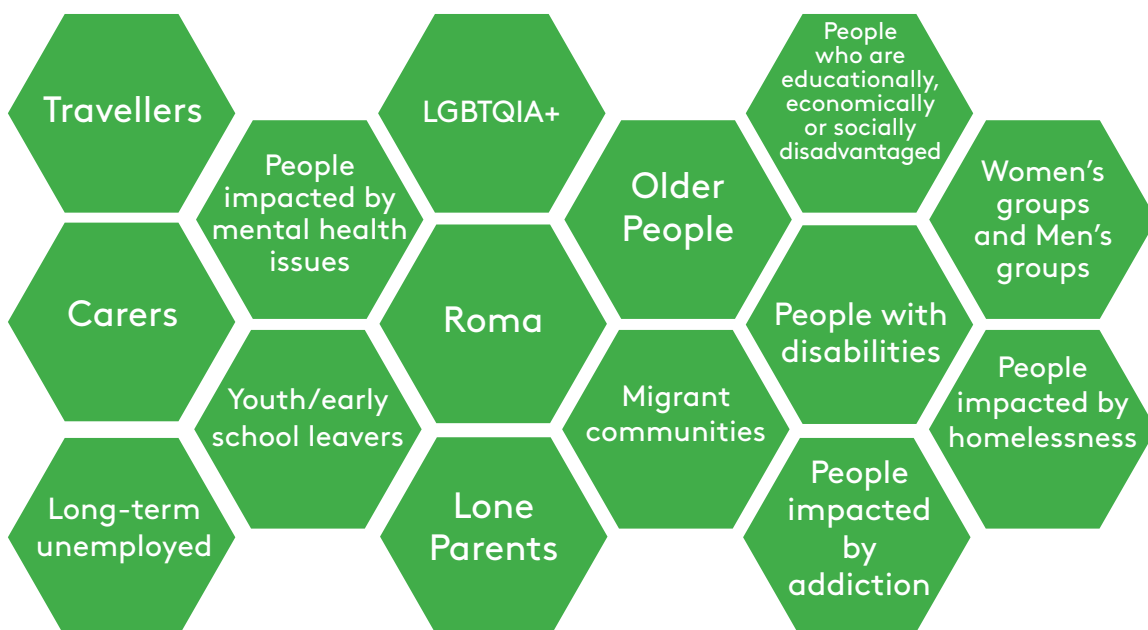 Travellers
LGBTQIA+
People
who are
educationally,
economically
or socially
disadvantaged
People
impacted by
mental health
issues
Older
People
Women's
groups
and Men's
groups
Carers
Roma
People with
disabilities
Youth/early
school leavers
Migrant
communities
People
impacted by
homelessness
Long-term
unemployed
Lone
Parents
People
impacted
by
addiction